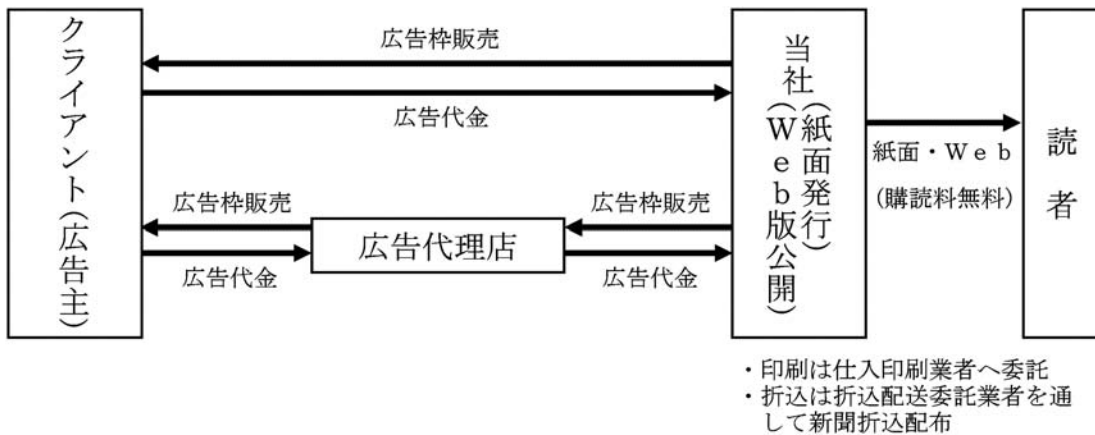 クライアント(広告主)
広告枠販売
広告代金
広告枠販売
広告代金
広告代理店
広告枠販売
広告代金
当社
(紙面発行)
(Web版公開)
紙面・Web
(購読料無料)
読者
・印刷は仕入印刷業者へ委託
・折込は折込配送委託業者を通
して新聞折込配布